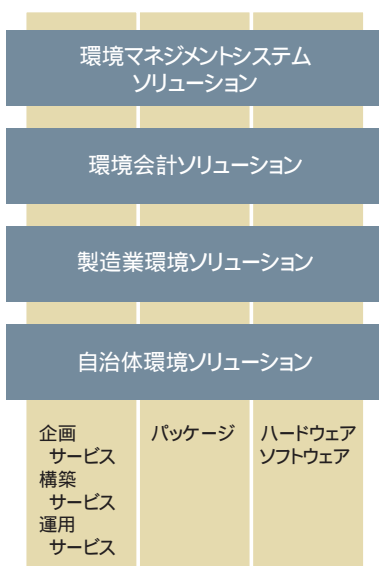 環境マネジメントシステム
ソリューション
環境会計ソリューション
製造業環境ソリューション
自治体環境ソリューション
企画
サービス
構築
サービス
運用
サービス
パッケージ
ハードウェア
ソフトウェア